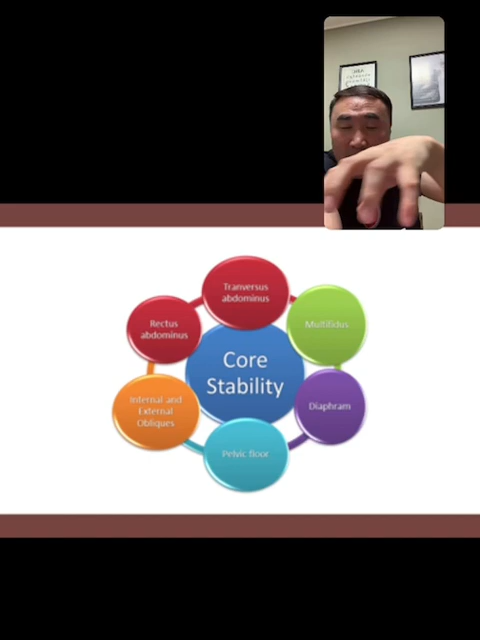 Tranversus
abdominus
Rectus
abdominus
Multifidus
Core
Stability
Internal and
External
Obliques
Diaphram
Pelvic floor